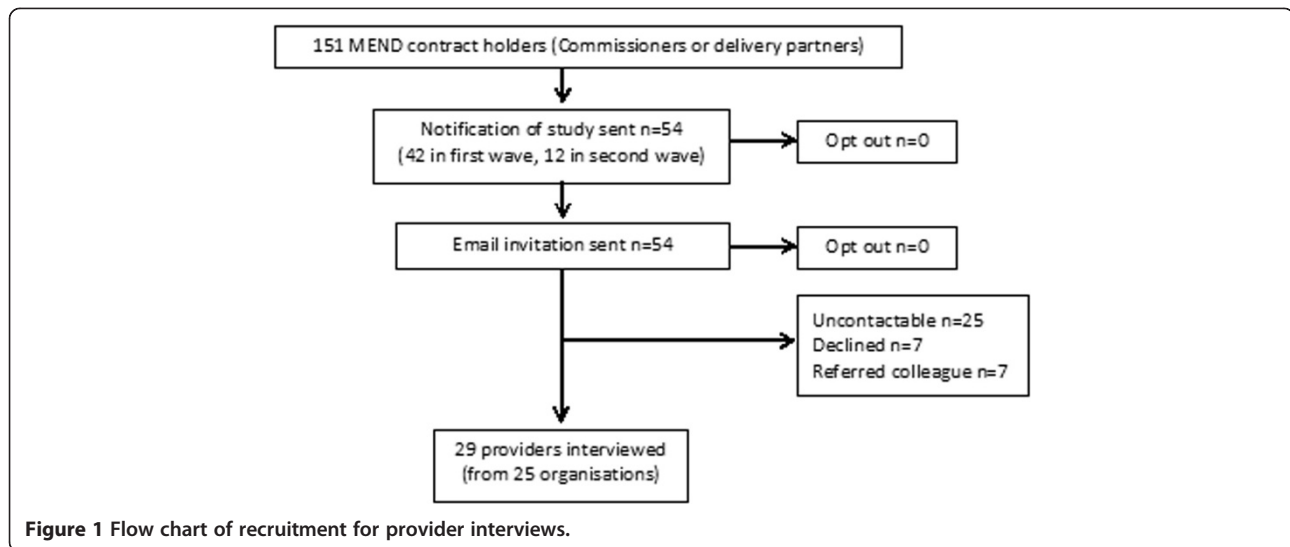 151 MEND contract holders (Commissioners or delivery partners)
Notification of study sent n=54
(42 in first wave, 12 in second wave)
Opt out n=0
Email invitation sent n=54
Opt out n=0
Uncontactable n=25
Declined n=7
Referred colleague n=7
29 providers interviewed
(from 25 organisations)
Figure 1 Flow chart of recruitment for provider interviews.